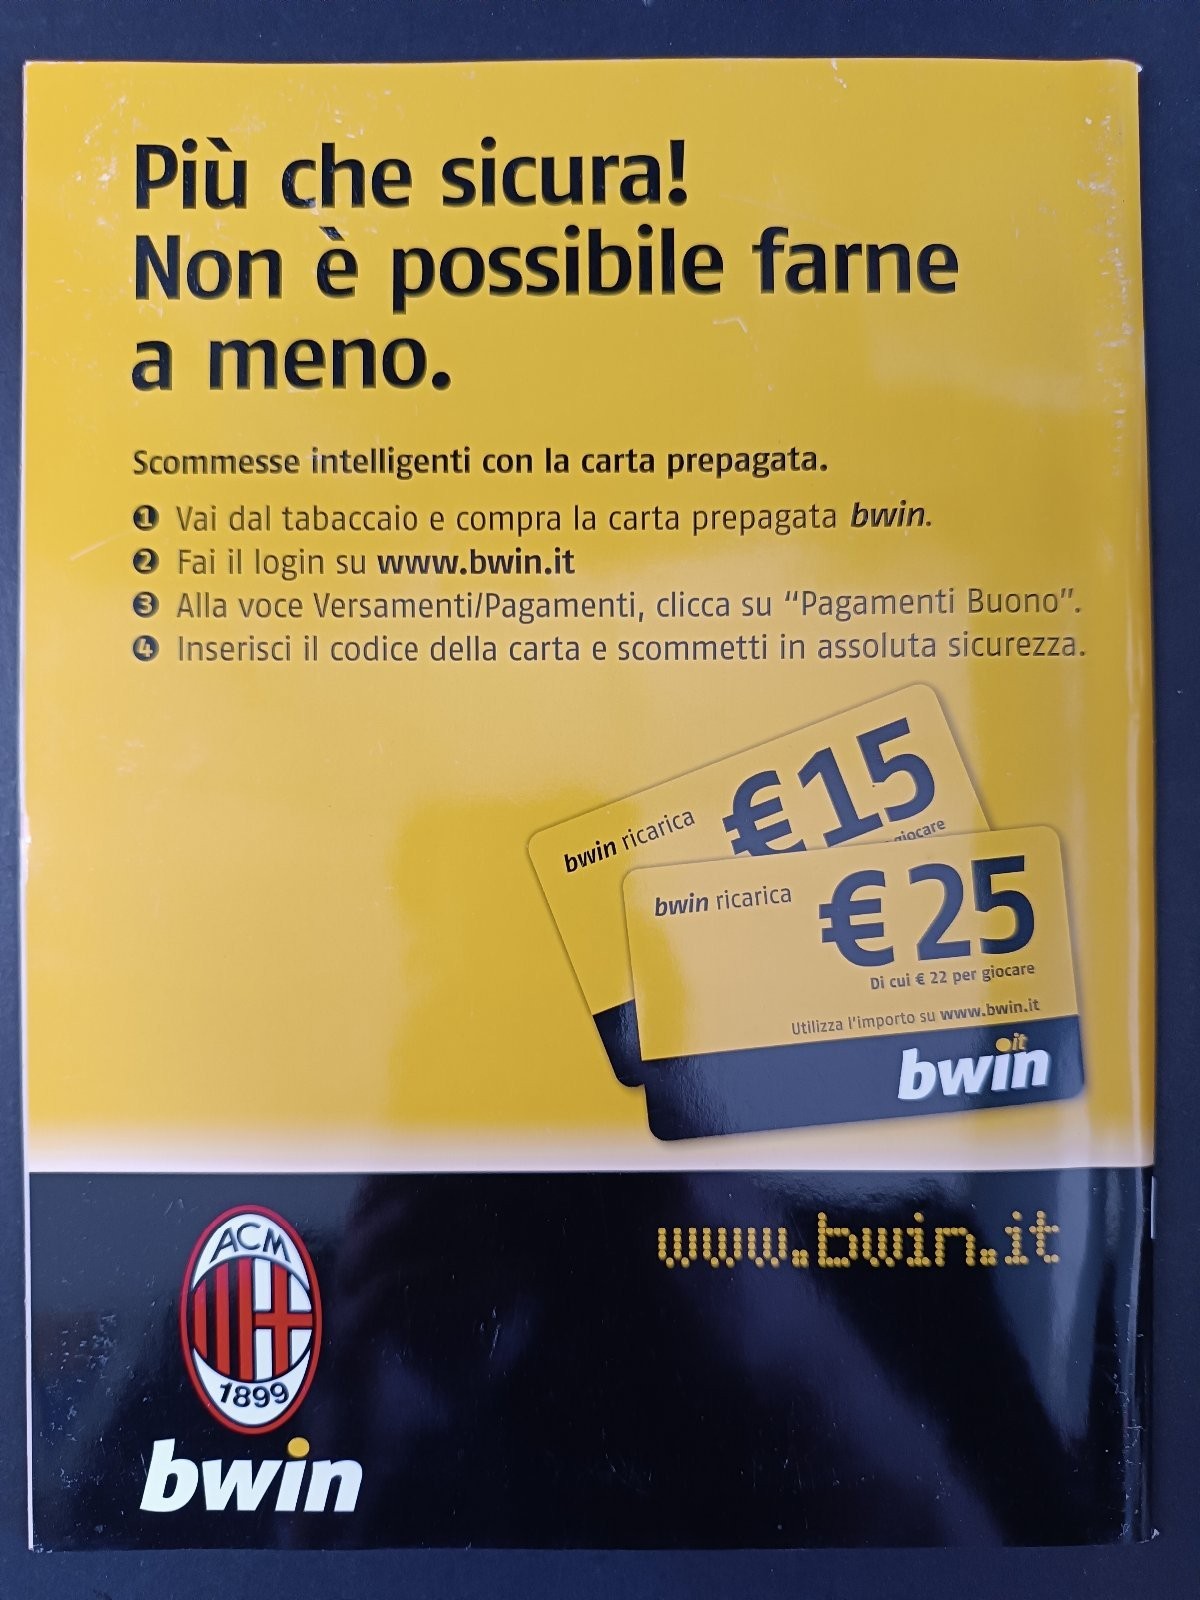 Più che sicura!
Non è possibile farne
a meno.
Scommesse intelligenti con la carta prepagata.
1 Vai dal tabaccaio e compra la carta prepagata bwin.
2 Fai il login su www.bwin.it
3 Alla voce Versamenti/Pagamenti, clicca su “Pagamenti Buono”.
4 Inserisci il codice della carta e scommetti in assoluta sicurezza.
bwin ricarica
€15
giocare
bwin ricarica
€25
Di cui € 22 per giocare
Utilizza l'importo su www.bwin.it
bwin it
www.bwin.it
ACM
1899
bwin